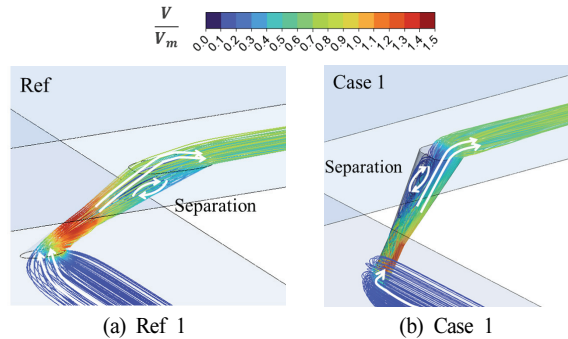 V
V_m
0.0 0.1 0.2 0.3 0.4 0.5 0.6 0.7 0.8 0.9 1.0 1.1 1.2 1.3 1.4 1.5
Ref
Separation
Case 1
Separation
(a) Ref 1
(b) Case 1